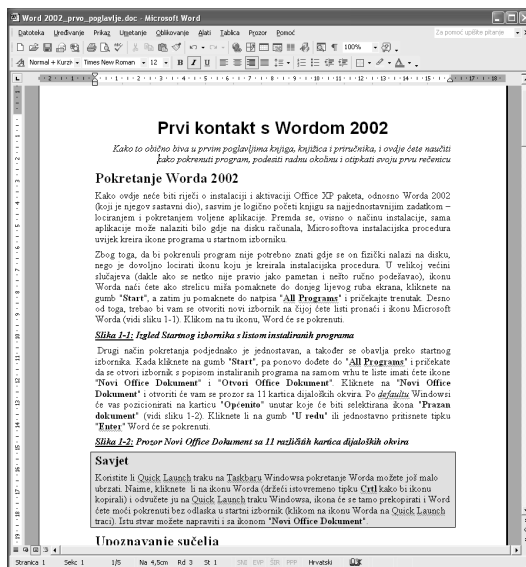 Word 2002_prvo_poglavlje.doc - Microsoft Word
Datoteka Uređivanje Prikaz Umetanje Oblikovanje Alati Tablica Prozor Pomoć
Za pomoć upišite pitanje
100%
Normal + Kurziv Times New Roman 12 B I U
Prvi kontakt s Wordom 2002
Kako to obično biva u prvim poglavljima knjiga, knjižica i priručnika, i ovdje ćete naučiti
kako pokrenuti program, podesiti radnu okolinu i otipkati svoju prvu rečenicu
Pokretanje Worda 2002
Kako ovdje neće biti riječi o instalaciji i aktivaciji Office XP paketa, odnosno Worda 2002
(koji je njegov sastavni dio), sasvim je logično početi knjigu sa najjednostavnijim zadatkom –
lociranjem i pokretanjem voljene aplikacije. Premda se, ovisno o načinu instalacije, sama
aplikacije može nalaziti bilo gdje na disku računala, Microsoftova instalacijska procedura
uvijek kreira ikone programa u startnom izborniku.
Zbog toga, da bi pokrenuli program nije potrebno znati gdje se on fizički nalazi na disku,
nego je dovoljno locirati ikonu koju je kreirala instalacijska procedura. U velikoj većini
slučajeva (dakle ako se netko nije pravio jako pametan i nešto ručno podešavao), ikonu
Worda naći ćete ako strelicu miša pomaknete do donjeg lijevog ruba ekrana, kliknete na
gumb "Start", a zatim ju pomaknete do natpisa "All Programs" i pričekajte trenutak. Desno
od toga, trebao bi vam se otvoriti novi izbornik na čijoj ćete listi pronaći i ikonu Microsoft
Worda (vidi sliku 1-1). Klikom na tu ikonu, Word će se pokrenuti.
Slika 1-1: Izgled Startnog izbornika s listom instaliranih programa
Drugi način pokretanja podjednako je jednostavan, a također se obavlja preko startnog
izbornika. Kada kliknete na gumb "Start", pa ponovo dođete do "All Programs" i pričekate
da se otvori izbornik s popisom instaliranih programa na samom vrhu te liste imati ćete ikone
"Novi Office Dokument" i "Otvori Office Dokument". Kliknete na "Novi Office
Dokument" i otvoriti će vam se prozor sa 11 kartica dijaloških okvira. Po defaultu Windowsi
će vas pozicionirati na karticu "Općenito" unutar koje će biti selektirana ikona "Prazan
dokument" (vidi sliku 1-2). Kliknete li na gumb "U redu" ili jednostavno pritisnete tipku
"Enter" Word će se pokrenuti.
Slika 1-2: Prozor Novi Office Dokument sa 11 različitih kartica dijaloških okvira
Savjet
Koristite li Quick Launch traku na Taskbaru Windowsa pokretanje Worda možete još malo
ubrzati. Naime, kliknete li na ikonu Worda (držeći istovremeno tipku Crtl kako bi ikonu
kopirali) i odvučete ju na Quick Launch traku Windowsa, ikona će se tamo prekopirati i Word
ćete moći pokrenuti bez odlaska u startni izbornik (klikom na ikonu Worda na Quick Launch
traci). Istu stvar možete napraviti i sa ikonom "Novi Office Dokument".
Upoznavanje sučelja
Stranica 1 Sekc 1 1/5 Na 4,5cm Rd 3 St 1 SNI EVP ŠIR PPP Hrvatski